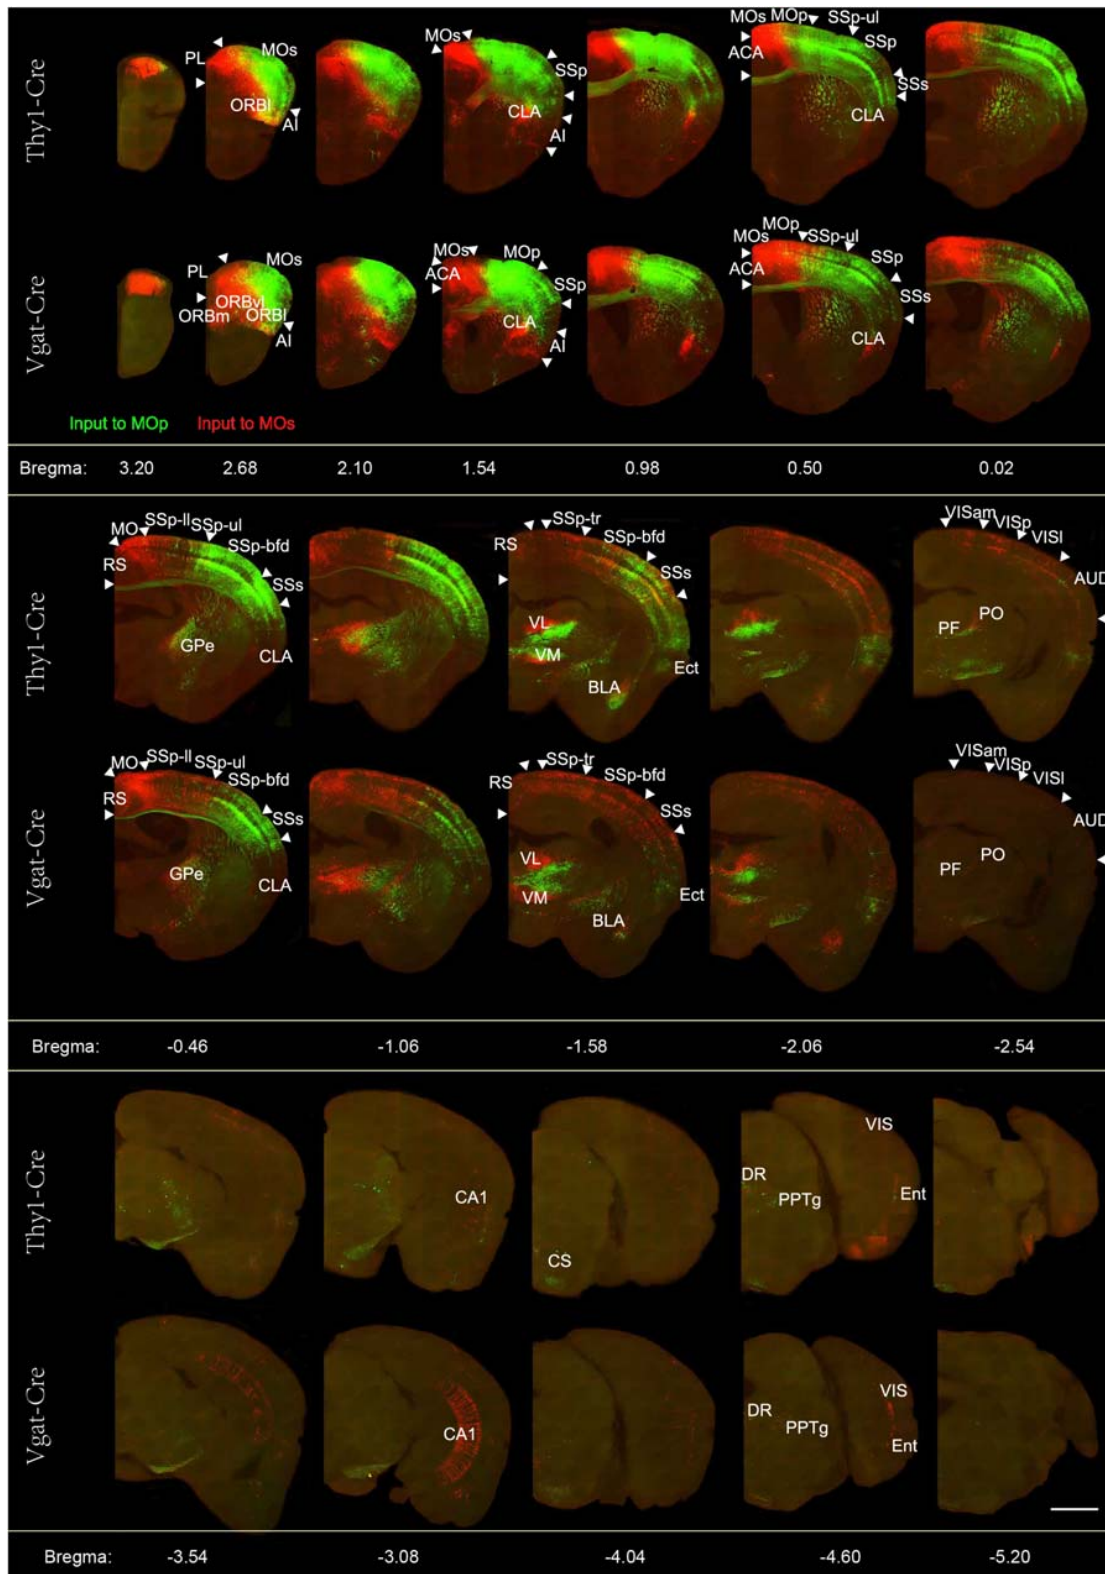 Thy1-Cre
PL MOs ORBl AI
MOs SSp CLA AI
MOs MOp SSp-ul ACA SSp SSs CLA
Vgat-Cre
PL MOs ORBvl ORBm ORBl AI
MOs MOp ACA SSp CLA AI
MOp MOs SSp-ul SSp ACA SSs CLA
Input to MOp Input to MOs
Bregma: 3.20 2.68 2.10 1.54 0.98 0.50 0.02
Thy1-Cre
MO SSp-ll SSp-ul SSp-bfd RS SSs GPe CLA
SSp-tr RS SSp-bfd SSs VL VM Ect BLA
VISam VISp VISl AUD PO PF
Vgat-Cre
MO SSp-ll SSp-ul SSp-bfd RS SSs GPe CLA
SSp-tr RS SSp-bfd SSs VL VM Ect BLA
VISam VISp VISl AUD PO PF
Bregma: -0.46 -1.06 -1.58 -2.06 -2.54
Thy1-Cre
CA1
CS
VIS DR PPTg Ent
Vgat-Cre
CA1
VIS DR PPTg Ent
Bregma: -3.54 -3.08 -4.04 -4.60 -5.20